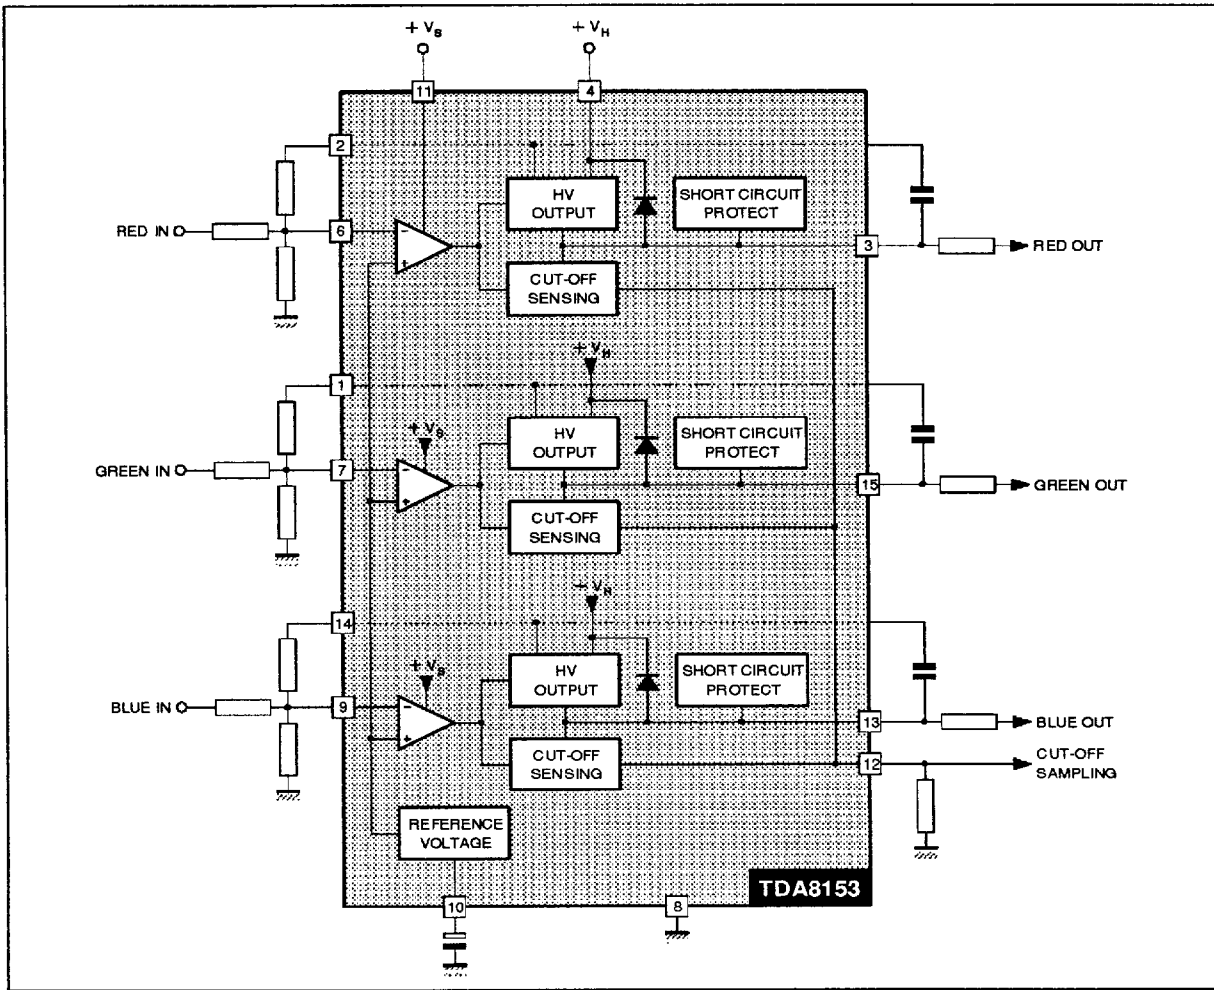 + Vs
+ VH
11
4
2
HV
OUTPUT
SHORT CIRCUIT
PROTECT
RED IN
6
-
+
3
RED OUT
CUT-OFF
SENSING
+ VH
1
+ Vs
HV
OUTPUT
SHORT CIRCUIT
PROTECT
GREEN IN
7
-
+
15
GREEN OUT
CUT-OFF
SENSING
+ VH
14
+ Vs
HV
OUTPUT
SHORT CIRCUIT
PROTECT
BLUE IN
9
-
+
13
BLUE OUT
CUT-OFF
SENSING
12
CUT-OFF
SAMPLING
REFERENCE
VOLTAGE
TDA8153
10
8